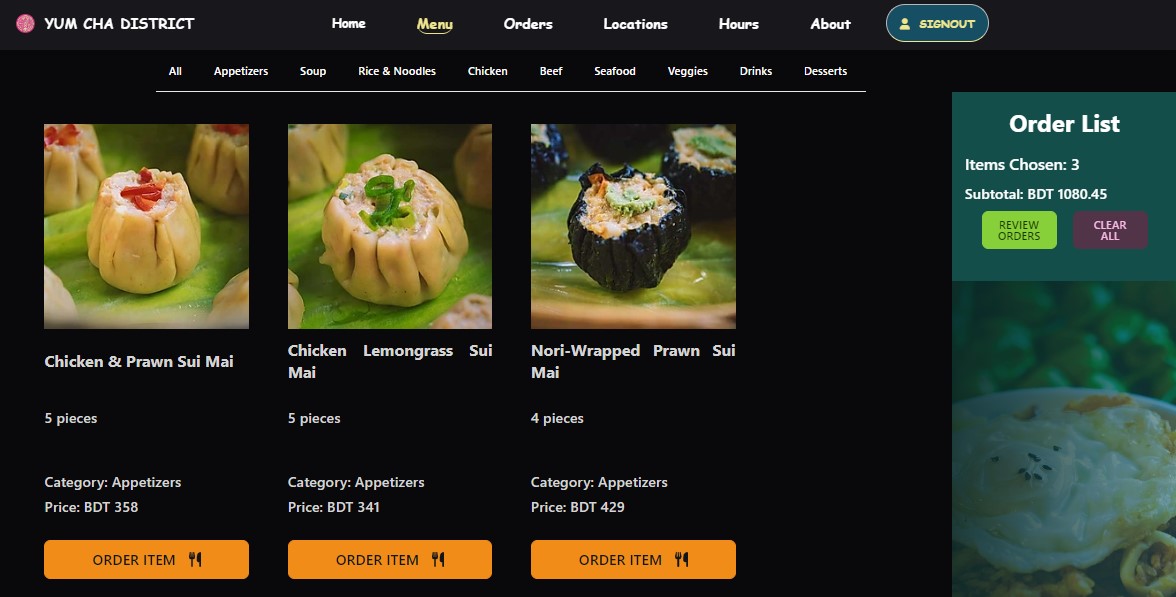 YUM CHA DISTRICT
Home
Menu
Orders
Locations
Hours
About
SIGNOUT
All
Appetizers
Soup
Rice & Noodles
Chicken
Beef
Seafood
Veggies
Drinks
Desserts
Chicken & Prawn Sui Mai
5 pieces
Category: Appetizers
Price: BDT 358
ORDER ITEM
Chicken Lemongrass Sui
Mai
5 pieces
Category: Appetizers
Price: BDT 341
ORDER ITEM
Nori-Wrapped Prawn Sui
Mai
4 pieces
Category: Appetizers
Price: BDT 429
ORDER ITEM
Order List
Items Chosen: 3
Subtotal: BDT 1080.45
REVIEW
ORDERS
CLEAR
ALL